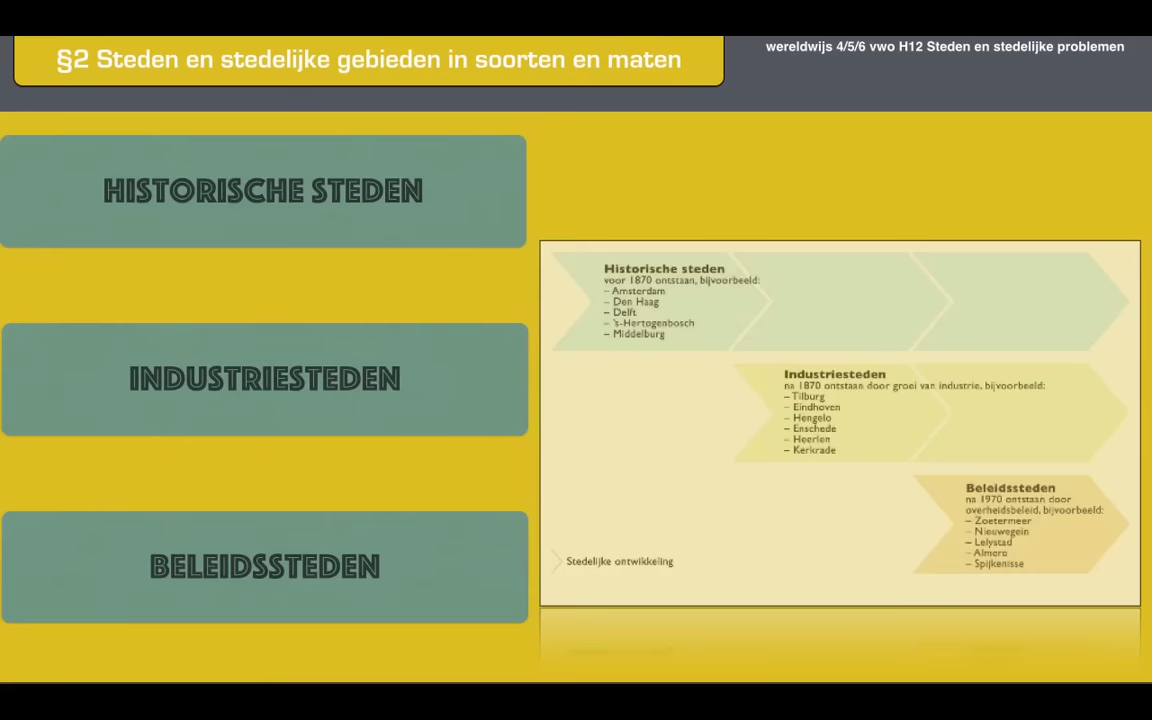 §2 Steden en stedelijke gebieden in soorten en maten
wereldwijs 4/5/6 vwo H12 Steden en stedelijke problemen
HISTORISCHE STEDEN
INDUSTRIESTEDEN
BELEIDSSTEDEN
Historische steden
voor 1870 ontstaan, bijvoorbeeld:
– Amsterdam
– Den Haag
– Delft
– 's-Hertogenbosch
– Middelburg
Industriesteden
na 1870 ontstaan door groei van industrie, bijvoorbeeld:
– Tilburg
– Eindhoven
– Hengelo
– Enschede
– Heerlen
– Kerkrade
Beleidssteden
na 1970 ontstaan door
overheidsbeleid, bijvoorbeeld:
– Zoetermeer
– Nieuwegein
– Lelystad
– Almere
– Spijkenisse
Stedelijke ontwikkeling